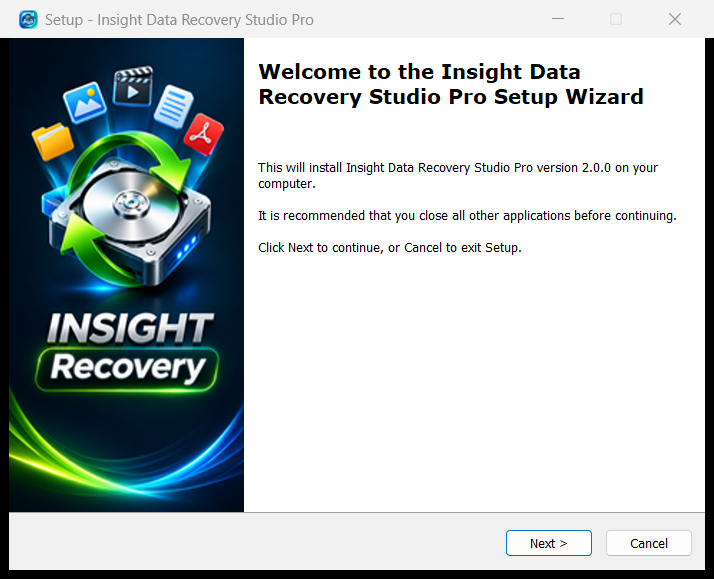 Setup - Insight Data Recovery Studio Pro
INSIGHT
Recovery
Welcome to the Insight Data
Recovery Studio Pro Setup Wizard
This will install Insight Data Recovery Studio Pro version 2.0.0 on your
computer.
It is recommended that you close all other applications before continuing.
Click Next to continue, or Cancel to exit Setup.
Next >
Cancel